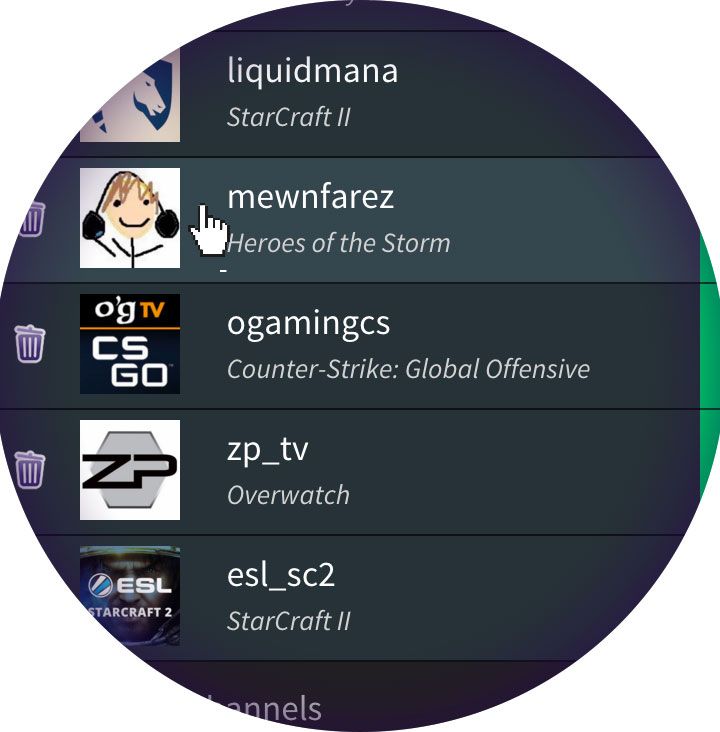 liquidmana
StarCraft II
mewnfarez
Heroes of the Storm
o'g TV
CS
GO
ogamingcs
Counter-Strike: Global Offensive
ZP
zp_tv
Overwatch
ESL
STARCRAFT 2
esl_sc2
StarCraft II